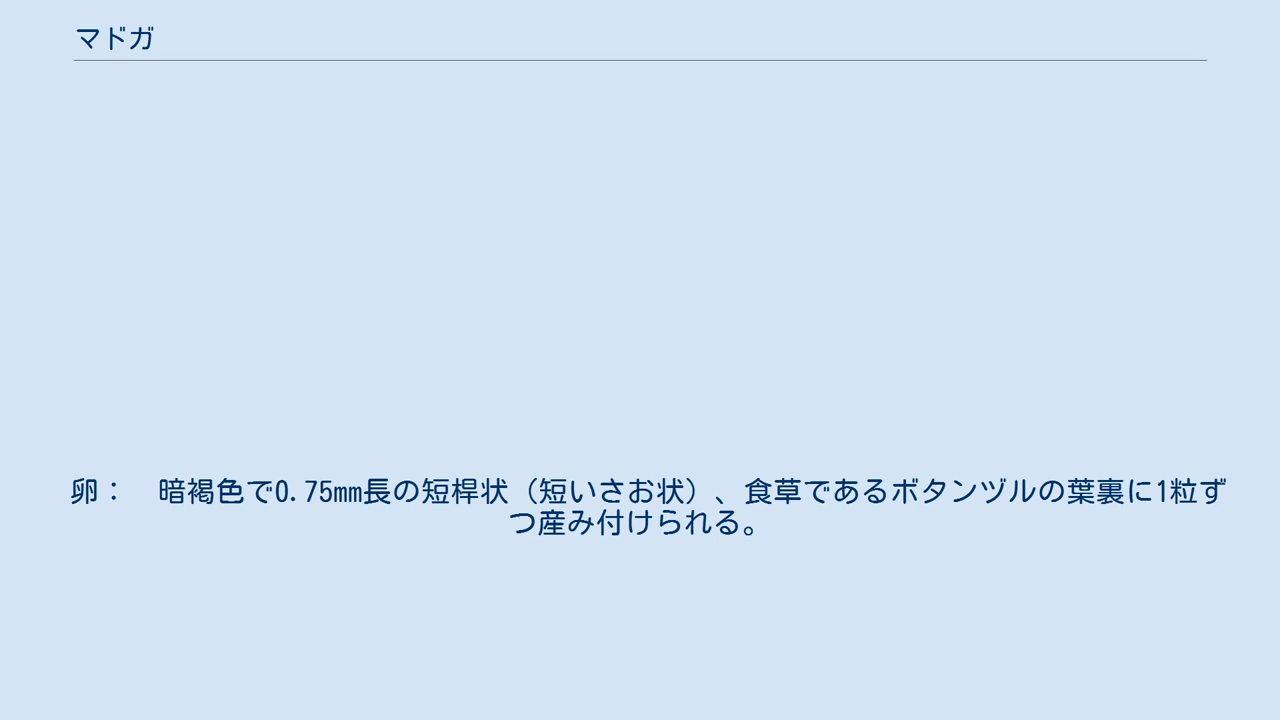 マドガ
卵：　暗褐色で0.75mm長の短桿状（短いさお状）、食草であるボタンヅルの葉裏に1粒ず
つ産み付けられる。